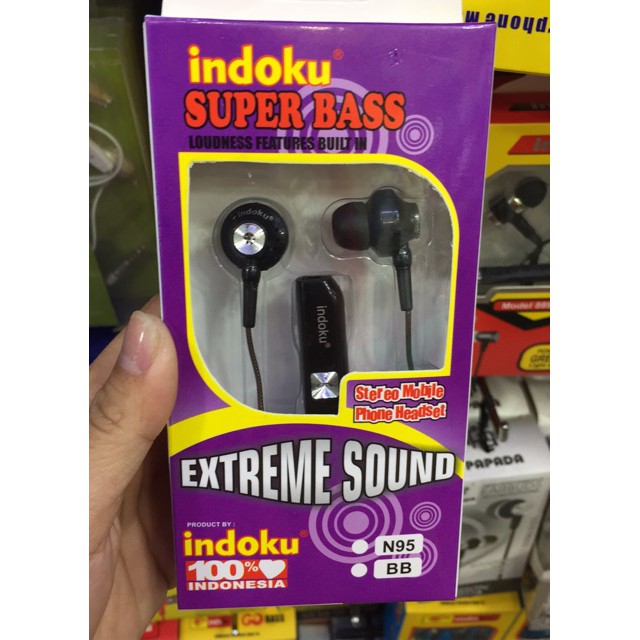 indoku®
SUPER BASS
LOUDNESS FEATURES BUILT IN
indoku®
indoku®
Stereo Mobile
Phone Headset
EXTREME SOUND
PRODUCT BY :
indoku®
100%
INDONESIA
N95
BB
PAPADA